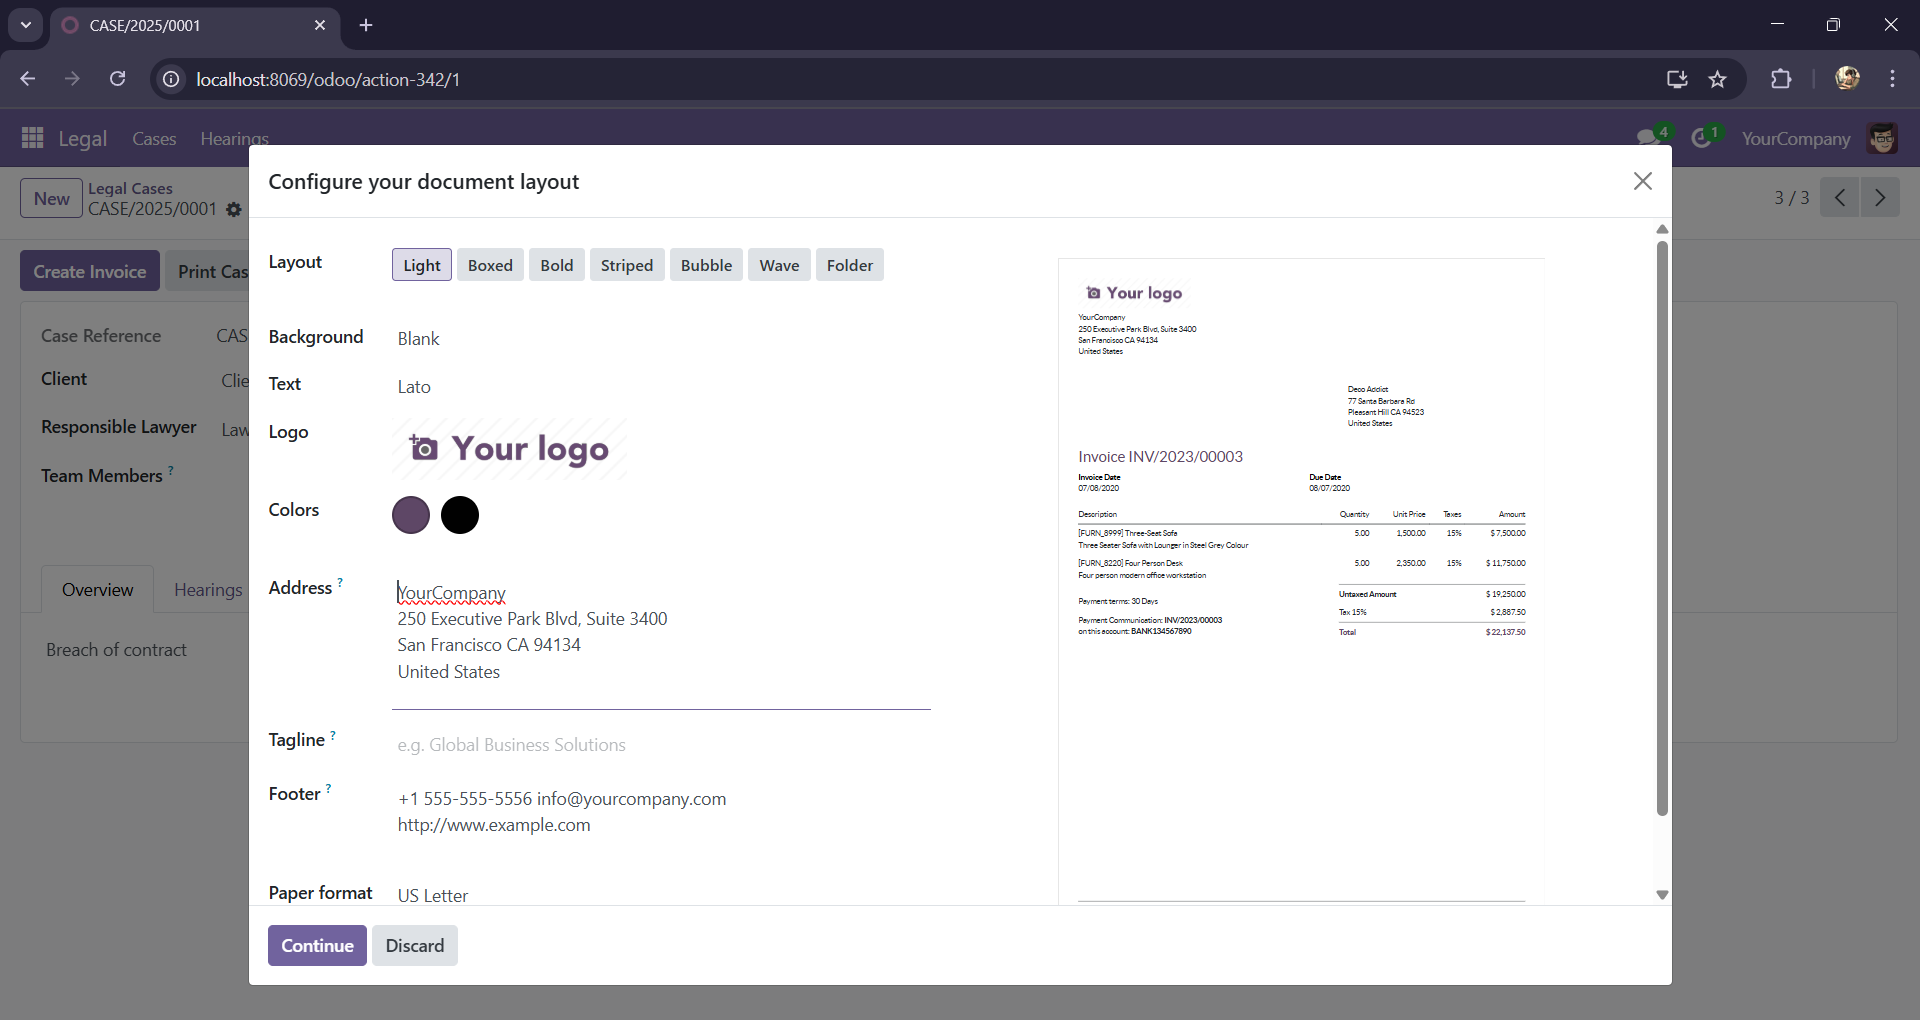 CASE/2025/0001
localhost:8069/odoo/action-342/1
Legal Cases Hearings 4 1 YourCompany
New Legal Cases
CASE/2025/0001 3 / 3
Create Invoice Print Cas
Case Reference CAS
Client Clie
Responsible Lawyer Law
Team Members ?
Overview Hearings
Breach of contract
Configure your document layout
Layout Light Boxed Bold Striped Bubble Wave Folder
Background Blank
Text Lato
Logo Your logo
Colors
Address ? YourCompany
250 Executive Park Blvd, Suite 3400
San Francisco CA 94134
United States
Tagline ? e.g. Global Business Solutions
Footer ? +1 555-555-5556 info@yourcompany.com
http://www.example.com
Paper format US Letter
Continue Discard
Your logo
YourCompany
250 Executive Park Blvd, Suite 3400
San Francisco CA 94134
United States
Deco Addict
77 Santa Barbara Rd
Pleasant Hill CA 94523
United States
Invoice INV/2023/00003
Invoice Date Due Date
07/08/2020 08/07/2020
Description Quantity Unit Price Taxes Amount
[FURN_8999] Three-Seat Sofa 5.00 1,500.00 15% $ 7,500.00
Three Seater Sofa with Lounger in Steel Grey Colour
[FURN_8220] Four Person Desk 5.00 2,350.00 15% $ 11,750.00
Four person modern office workstation
Untaxed Amount $ 19,250.00
Payment terms: 30 Days
Tax 15% $ 2,887.50
Payment Communication: INV/2023/00003
on this account: BANK134567890
Total $ 22,137.50